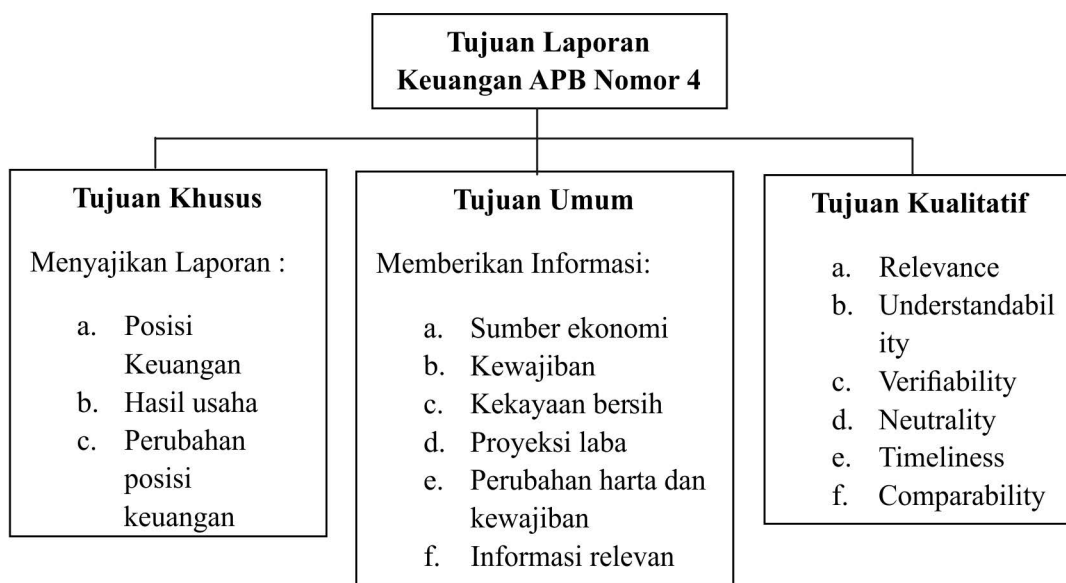 Tujuan Laporan
Keuangan APB Nomor 4
Tujuan Khusus
Menyajikan Laporan :
a. Posisi
Keuangan
b. Hasil usaha
c. Perubahan
posisi
keuangan
Tujuan Umum
Memberikan Informasi:
a. Sumber ekonomi
b. Kewajiban
c. Kekayaan bersih
d. Proyeksi laba
e. Perubahan harta dan
kewajiban
f. Informasi relevan
Tujuan Kualitatif
a. Relevance
b. Understandabil
ity
c. Verifiability
d. Neutrality
e. Timeliness
f. Comparability